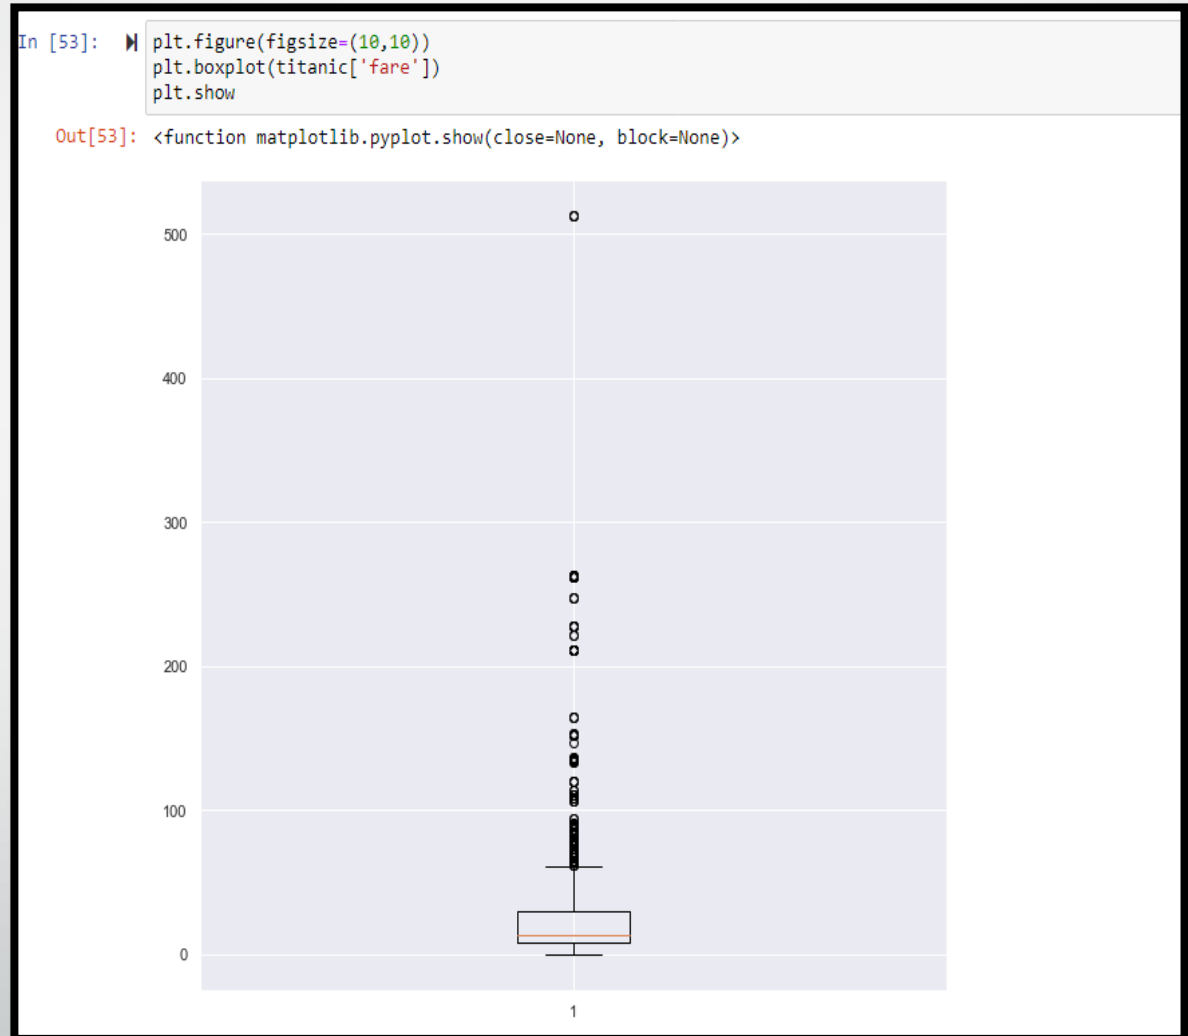 In [53]: plt.figure(figsize=(10,10))
plt.boxplot(titanic['fare'])
plt.show
Out[53]: <function matplotlib.pyplot.show(close=None, block=None)>
500
400
300
200
100
0
1